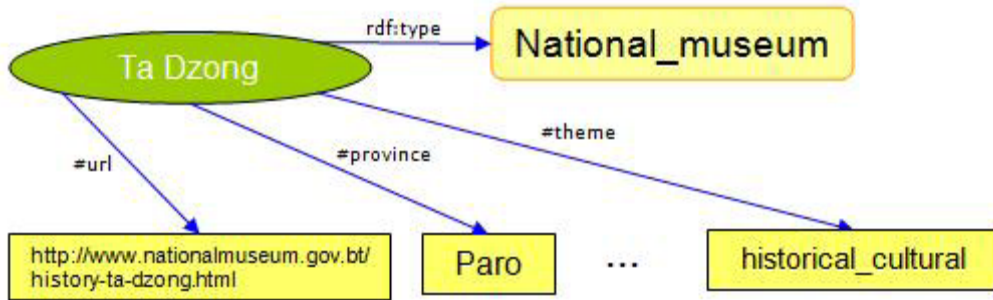 rdf:type
National_museum
Ta Dzong
#url
#province
#theme
http://www.nationalmuseum.gov.bt/
history-ta-dzong.html
Paro
...
historical_cultural